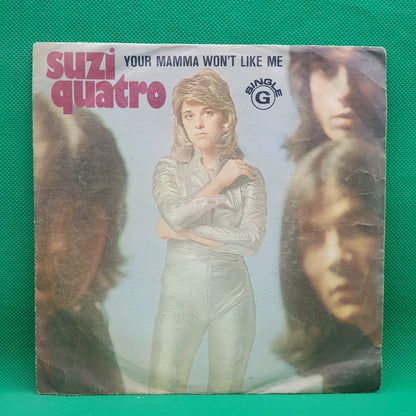 suzi
quatro
YOUR MAMMA WON'T LIKE ME
SINGLE
G